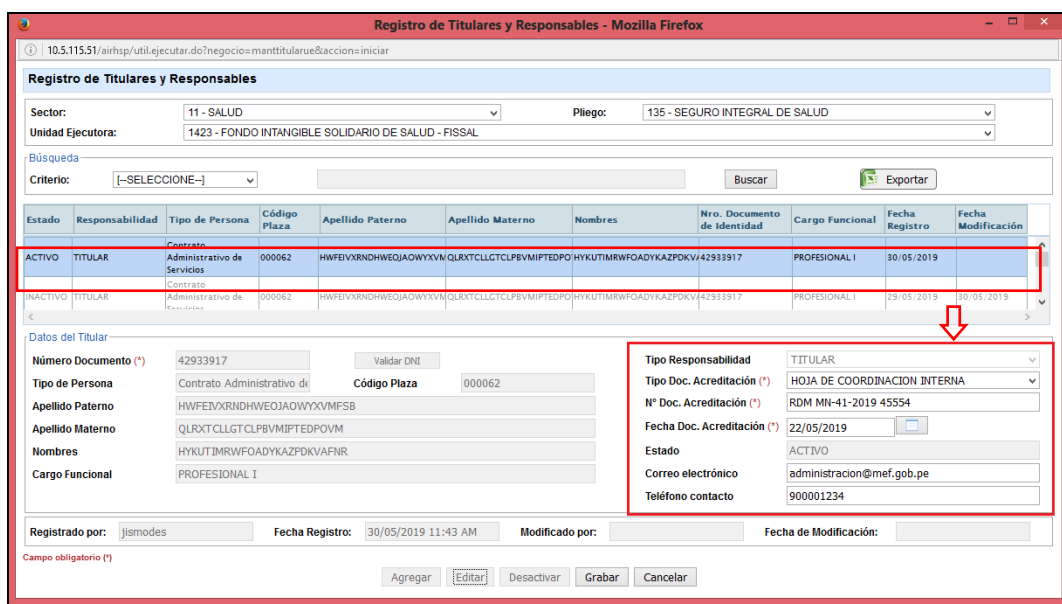 Registro de Titulares y Responsables - Mozilla Firefox
10.5.115.51/airhsp/util.ejecutar.do?negocio=manttitularue&accion=iniciar
Registro de Titulares y Responsables
Sector: 11 - SALUD Pliego: 135 - SEGURO INTEGRAL DE SALUD
Unidad Ejecutora: 1423 - FONDO INTANGIBLE SOLIDARIO DE SALUD - FISSAL
Búsqueda
Criterio: [--SELECCIONE--] Buscar Exportar
Estado Responsabilidad Tipo de Persona Código Plaza Apellido Paterno Apellido Materno Nombres Nro. Documento de Identidad Cargo Funcional Fecha Registro Fecha Modificación
ACTIVO TITULAR Contrato Administrativo de Servicios 000062 HWFEIVXRNDHWEOJAOWYXVM QLRXTCLLGTCLPBVMIPTEDPO HYKUTIMRWFOADYKAZPDKV 42933917 PROFESIONAL I 30/05/2019
INACTIVO TITULAR Contrato Administrativo de Servicios 000062 HWFEIVXRNDHWEOJAOWYXVM QLRXTCLLGTCLPBVMIPTEDPO HYKUTIMRWFOADYKAZPDKV 42933917 PROFESIONAL I 29/05/2019 30/05/2019
Datos del Titular
Número Documento (*) 42933917 Validar DNI
Tipo de Persona Contrato Administrativo de Código Plaza 000062
Apellido Paterno HWFEIVXRNDHWEOJAOWYXVMFSB
Apellido Materno QLRXTCLLGTCLPBVMIPTEDPOVM
Nombres HYKUTIMRWFOADYKAZPDKVAFNR
Cargo Funcional PROFESIONAL I
Tipo Responsabilidad TITULAR
Tipo Doc. Acreditación (*) HOJA DE COORDINACION INTERNA
N° Doc. Acreditación (*) RDM MN-41-2019 45554
Fecha Doc. Acreditación (*) 22/05/2019
Estado ACTIVO
Correo electrónico administracion@mef.gob.pe
Teléfono contacto 900001234
Registrado por: jismodes Fecha Registro: 30/05/2019 11:43 AM Modificado por: Fecha de Modificación:
Campo obligatorio (*)
Agregar Editar Desactivar Grabar Cancelar